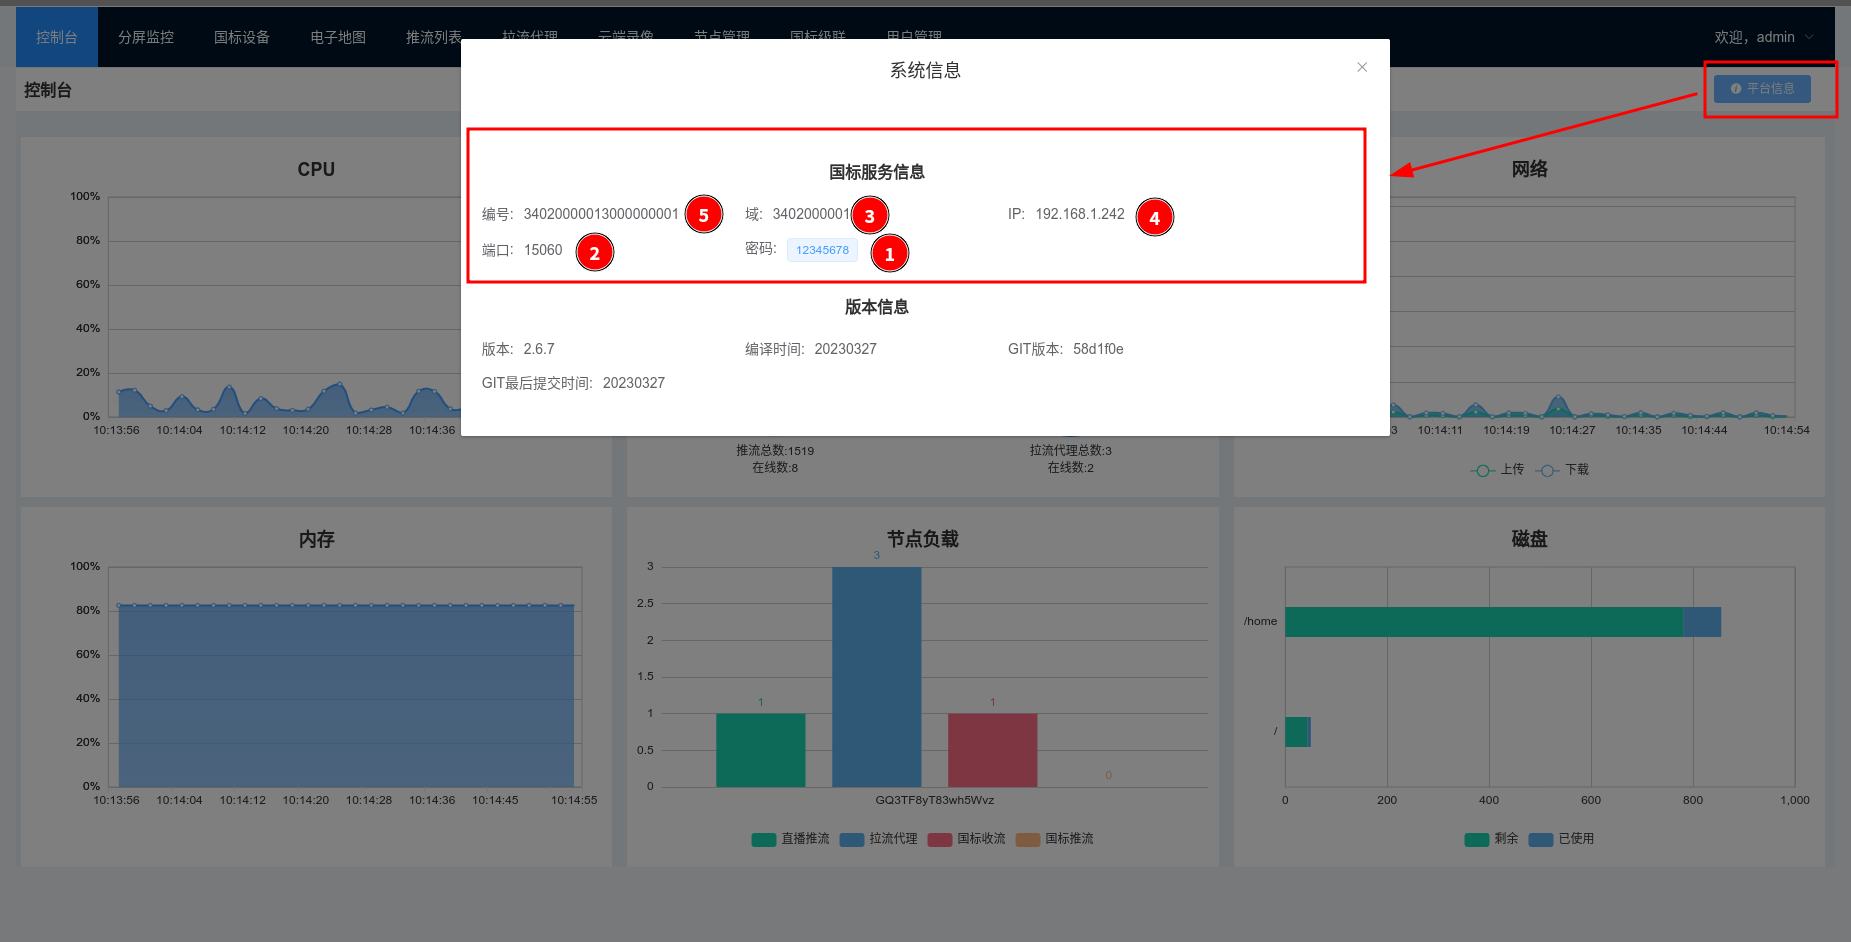 控制台 分屏监控 国标设备 电子地图 推流列表 拉流代理 云端录像 节点管理 国标级联 用户管理 欢迎，admin
控制台
平台信息
系统信息
国标服务信息
编号: 34020000013000000001 5 域: 3402000001 3 IP: 192.168.1.242 4
端口: 15060 2 密码: 12345678 1
版本信息
版本: 2.6.7 编译时间: 20230327 GIT版本: 58d1f0e
GIT最后提交时间: 20230327
CPU
100%
80%
60%
40%
20%
0%
10:13:56 10:14:04 10:14:12 10:14:20 10:14:28 10:14:36
推流总数:1519
在线数:8
拉流代理总数:3
在线数:2
网络
3 10:14:11 10:14:19 10:14:27 10:14:35 10:14:44 10:14:54
上传 下载
内存
100%
80%
60%
40%
20%
0%
10:13:56 10:14:04 10:14:12 10:14:20 10:14:28 10:14:36 10:14:45 10:14:55
节点负载
3
2.5
2
1.5
1
0.5
0
1 3 1 0
GQ3TF8yT83wh5Wvz
直播推流 拉流代理 国标收流 国标推流
磁盘
/home
/
0 200 400 600 800 1,000
剩余 已使用